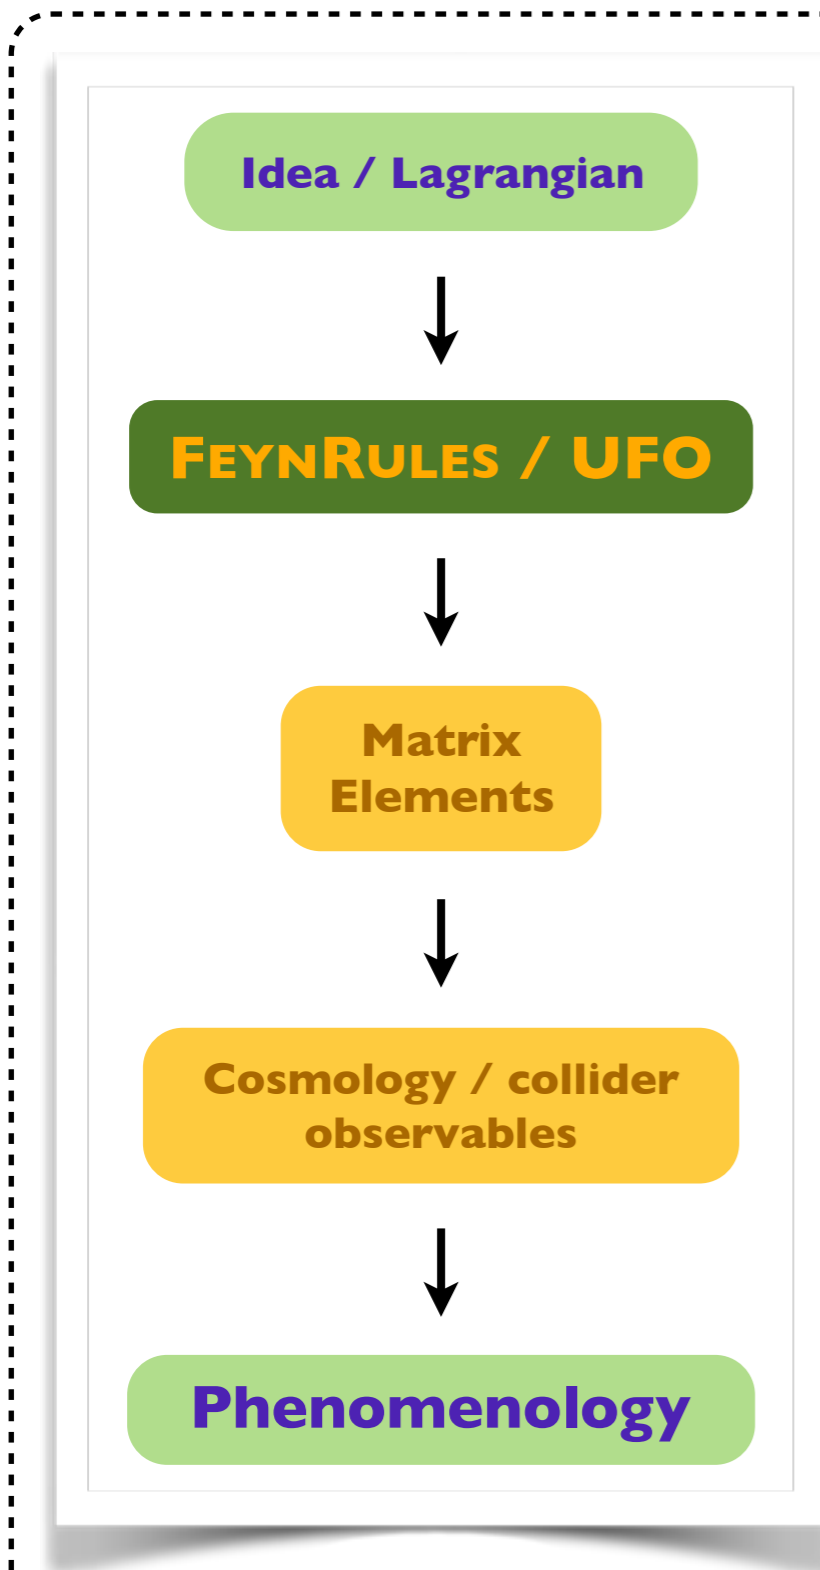 Idea / Lagrangian
FEYNRULES / UFO
Matrix
Elements
Cosmology / collider
observables
Phenomenology